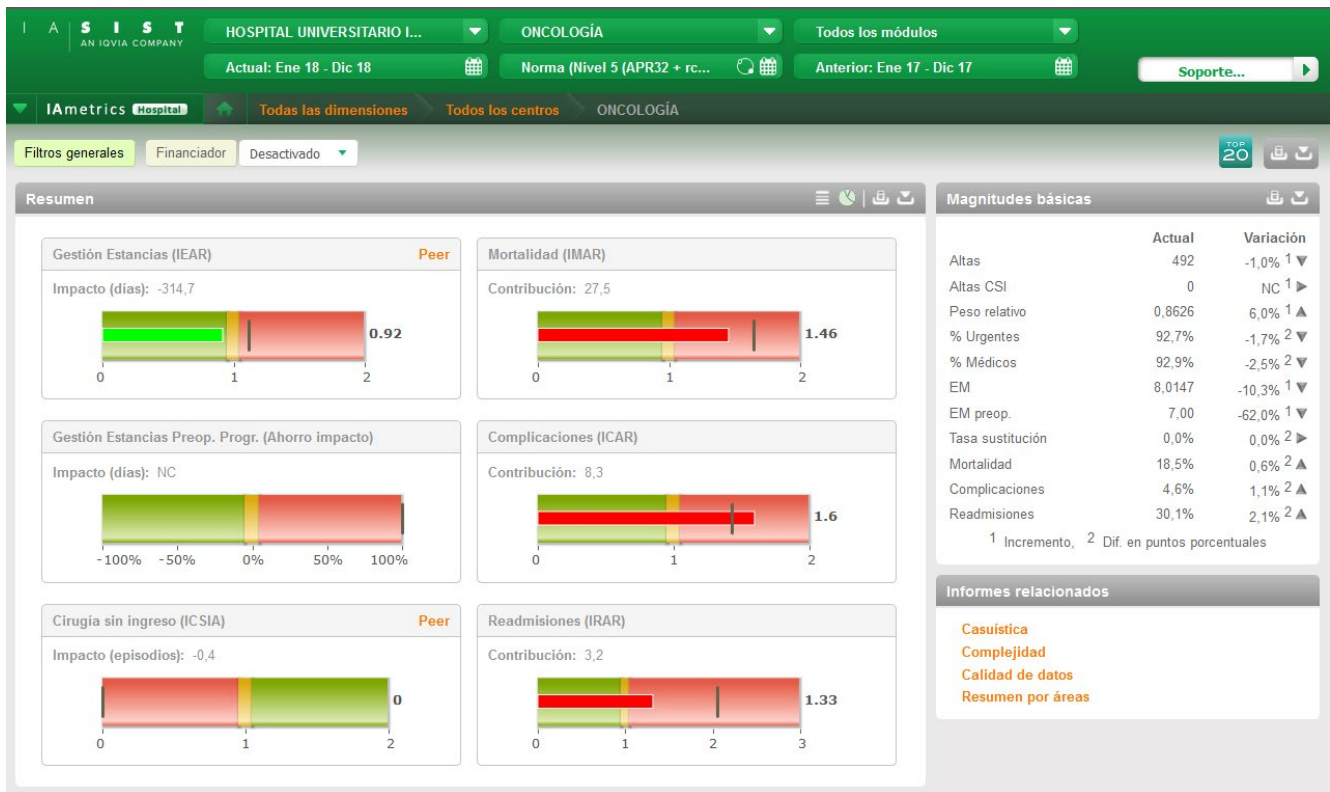 I A S I S T
AN IQVIA COMPANY
HOSPITAL UNIVERSITARIO I...
ONCOLOGÍA
Todos los módulos
Actual: Ene 18 - Dic 18
Norma (Nivel 5 (APR32 + rc...
Anterior: Ene 17 - Dic 17
Soporte...
IAmetrics Hospital
Todas las dimensiones
Todos los centros
ONCOLOGÍA
Filtros generales
Financiador
Desactivado
TOP 20
Resumen
Gestión Estancias (IEAR) Peer
Impacto (días): -314,7
0.92
0 1 2
Mortalidad (IMAR)
Contribución: 27,5
1.46
0 1 2
Gestión Estancias Preop. Progr. (Ahorro impacto)
Impacto (días): NC
-100% -50% 0% 50% 100%
Complicaciones (ICAR)
Contribución: 8,3
1.6
0 1 2
Cirugía sin ingreso (ICSIA) Peer
Impacto (episodios): -0,4
0
0 1 2
Readmisiones (IRAR)
Contribución: 3,2
1.33
0 1 2 3
Magnitudes básicas
Actual Variación
Altas 492 -1,0% 1
Altas CSI 0 NC 1
Peso relativo 0,8626 6,0% 1
% Urgentes 92,7% -1,7% 2
% Médicos 92,9% -2,5% 2
EM 8,0147 -10,3% 1
EM preop. 7,00 -62,0% 1
Tasa sustitución 0,0% 0,0% 2
Mortalidad 18,5% 0,6% 2
Complicaciones 4,6% 1,1% 2
Readmisiones 30,1% 2,1% 2
1 Incremento, 2 Dif. en puntos porcentuales
Informes relacionados
Casuística
Complejidad
Calidad de datos
Resumen por áreas